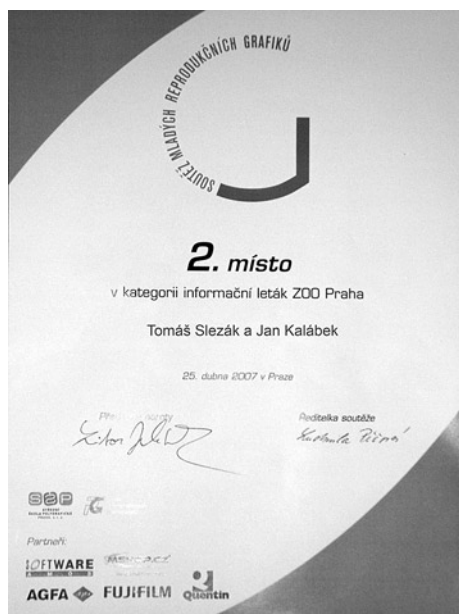 SOUTĚŽ MLADÝCH REPRODUKČNÍCH GRAFIKŮ
2. místo
v kategorii informační leták ZOO Praha
Tomáš Slezák a Jan Kalábek
25. dubna 2007 v Praze
Ředitelka soutěže
Partneři:
SOFTWARE
AGFA FUJIFILM Quentin